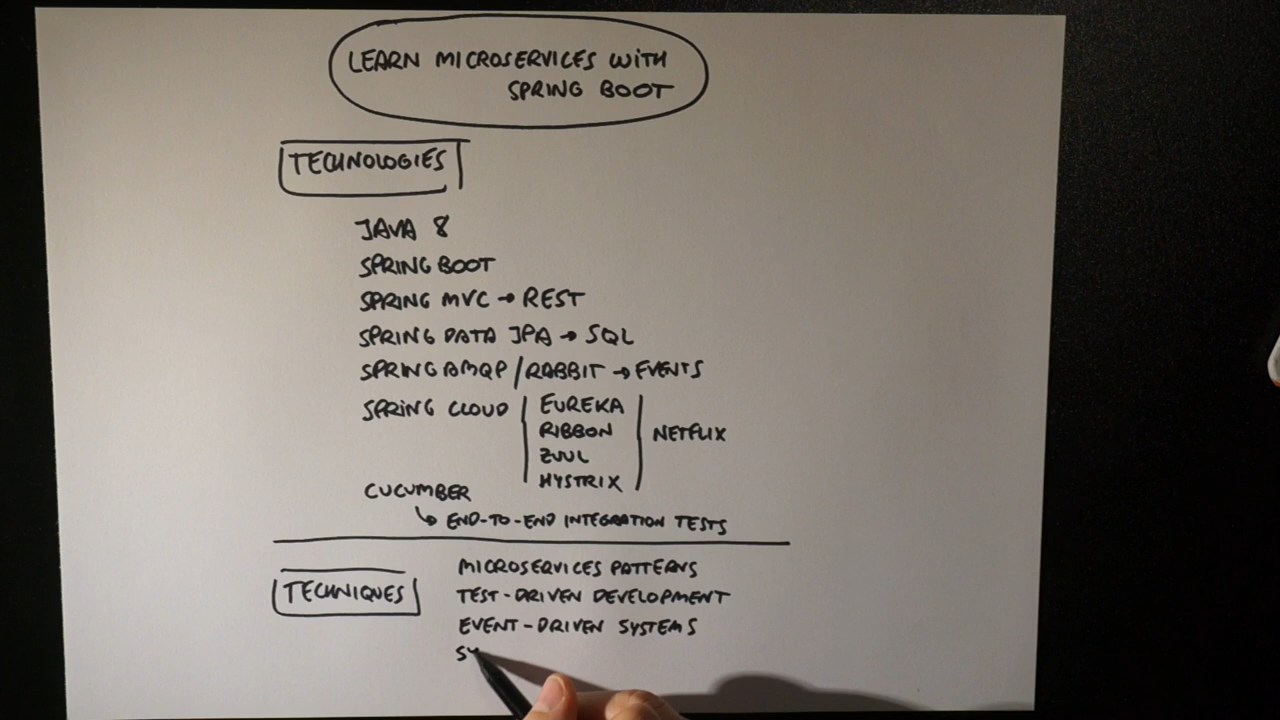 LEARN MICROSERVICES WITH
SPRING BOOT
TECHNOLOGIES
JAVA 8
SPRING BOOT
SPRING MVC → REST
SPRING DATA JPA → SQL
SPRING AMQP / RABBIT → EVENTS
SPRING CLOUD | EUREKA
RIBBON
ZUUL
HYSTRIX | NETFLIX
CUCUMBER
↳ END-TO-END INTEGRATION TESTS
TECHNIQUES
MICROSERVICES PATTERNS
TEST-DRIVEN DEVELOPMENT
EVENT-DRIVEN SYSTEMS